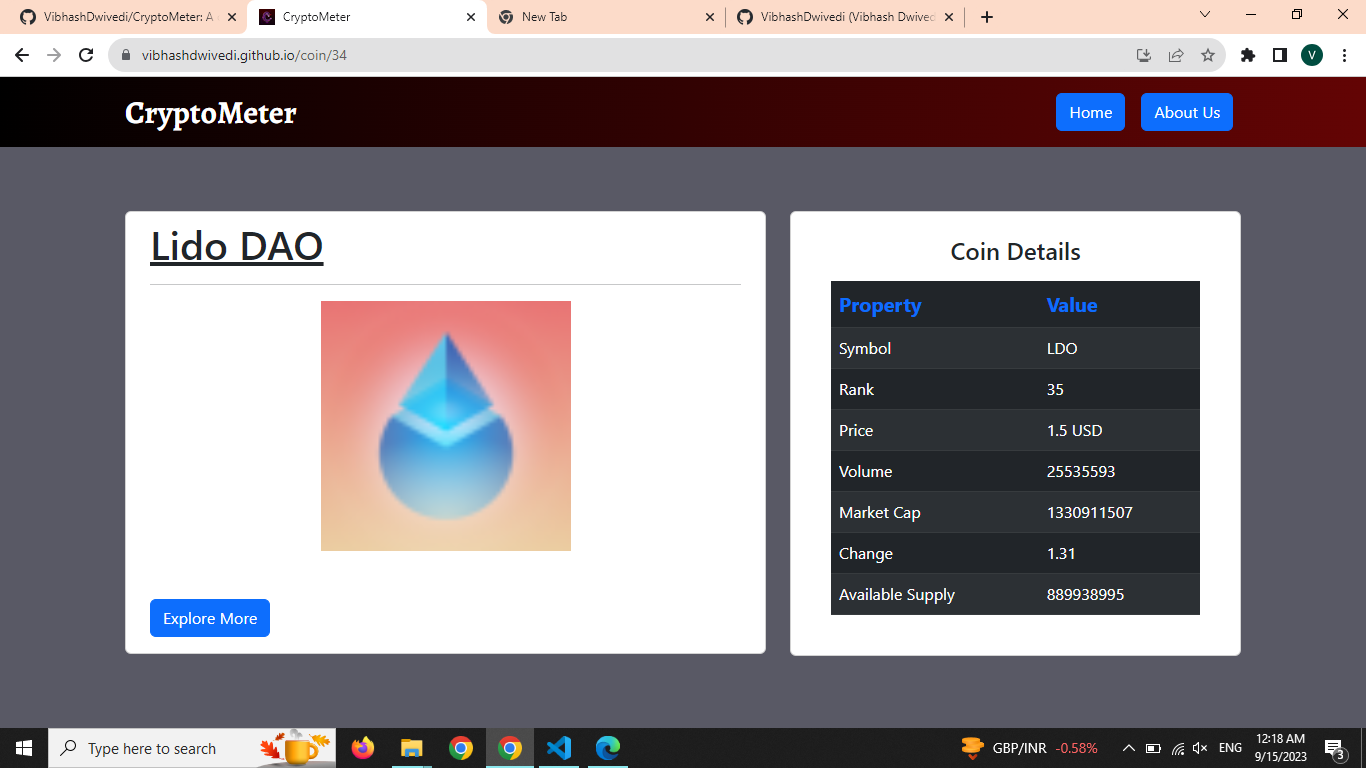 VibhashDwivedi/CryptoMeter: A
CryptoMeter
New Tab
VibhashDwivedi (Vibhash Dwived
vibhashdwivedi.github.io/coin/34
V
CryptoMeter
Home
About Us
Lido DAO
Explore More
Coin Details
Property Value
Symbol LDO
Rank 35
Price 1.5 USD
Volume 25535593
Market Cap 1330911507
Change 1.31
Available Supply 889938995
Type here to search
GBP/INR -0.58%
ENG
12:18 AM
9/15/2023
3